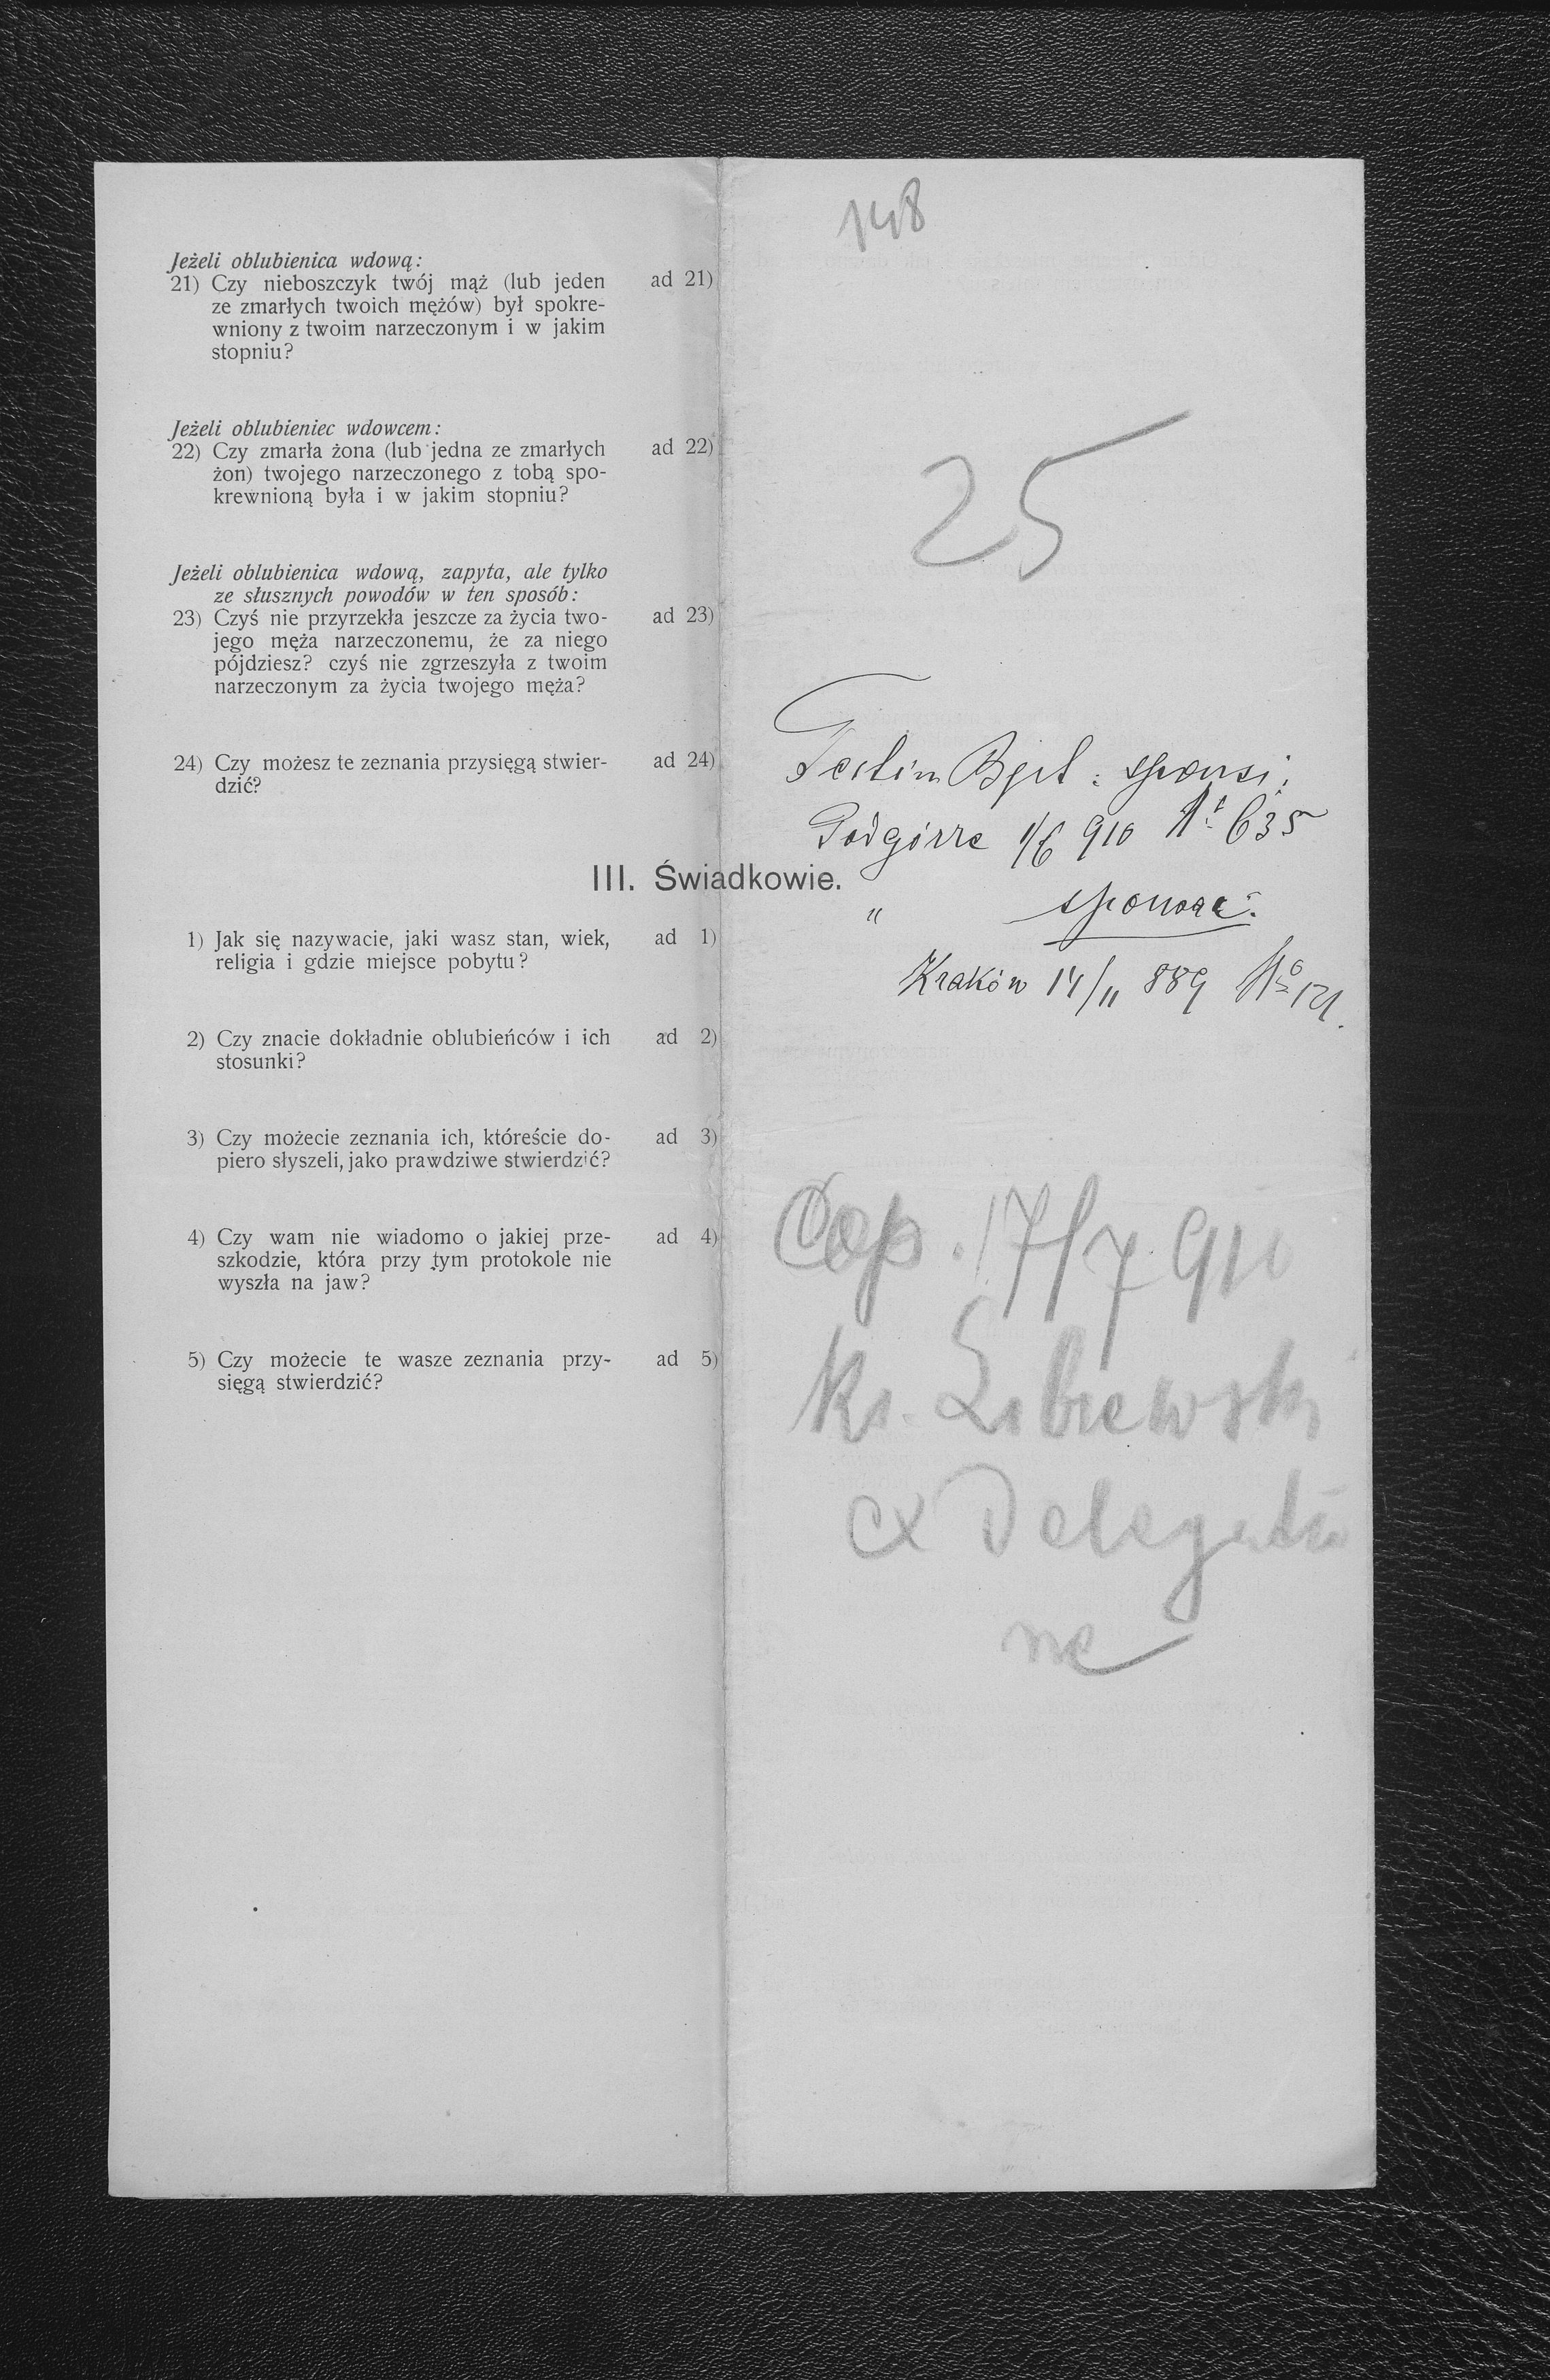 148
Jeżeli oblubienica wdową:
21) Czy nieboszczyk twój mąż (lub jeden ad 21)
ze zmarłych twoich mężów) był spokre-
wniony z twoim narzeczonym i w jakim
stopniu?
Jeżeli oblubieniec wdowcem:
22) Czy zmarła żona (lub jedna ze zmarłych ad 22)
żon) twojego narzeczonego z tobą spo-
krewnioną była i w jakim stopniu?
25
Jeżeli oblubienica wdową, zapyta, ale tylko
ze słusznych powodów w ten sposób:
23) Czyś nie przyrzekła jeszcze za życia two- ad 23)
jego męża narzeczonemu, że za niego
pójdziesz? czyś nie zgrzeszyła z twoim
narzeczonym za życia twojego męża?
24) Czy możesz te zeznania przysięgą stwier- ad 24)
dzić?
Testim Bapt: sponsi:
Podgórze 1/6 910 No 635
III. Świadkowie.
" sponsae:
Kraków 14/11 889 No 121.
1) Jak się nazywacie, jaki wasz stan, wiek, ad 1)
religia i gdzie miejsce pobytu?
2) Czy znacie dokładnie oblubieńców i ich ad 2)
stosunki?
3) Czy możecie zeznania ich, któreście do- ad 3)
piero słyszeli, jako prawdziwe stwierdzić?
4) Czy wam nie wiadomo o jakiej prze- ad 4)
szkodzie, która przy tym protokole nie
wyszła na jaw?
5) Czy możecie te wasze zeznania przy- ad 5)
sięgą stwierdzić?
Cop. 17/7 910
ks.
ex Delegatio
ne